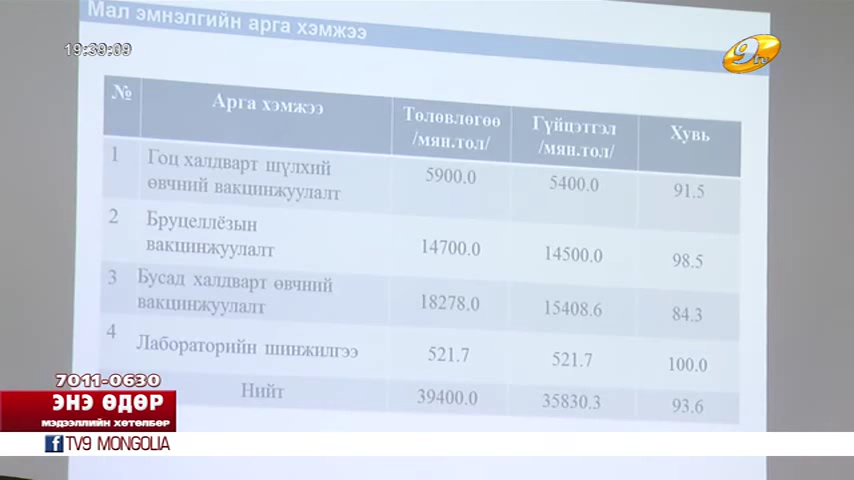 Мал эмнэлгийн арга хэмжээ
19:39:09
9tv
№ Арга хэмжээ Төлөвлөгөө /мян.тол/ Гүйцэтгэл /мян.тол/ Хувь
1 Гоц халдварт шүлхий өвчний вакцинжуулалт 5900.0 5400.0 91.5
2 Бруцеллёзын вакцинжуулалт 14700.0 14500.0 98.5
3 Бусад халдварт өвчний вакцинжуулалт 18278.0 15408.6 84.3
4 Лабораторийн шинжилгээ 521.7 521.7 100.0
Нийт 39400.0 35830.3 93.6
7011-0630
ЭНЭ ӨДӨР
МЭДЭЭЛЛИЙН ХӨТӨЛБӨР
f TV9 MONGOLIA